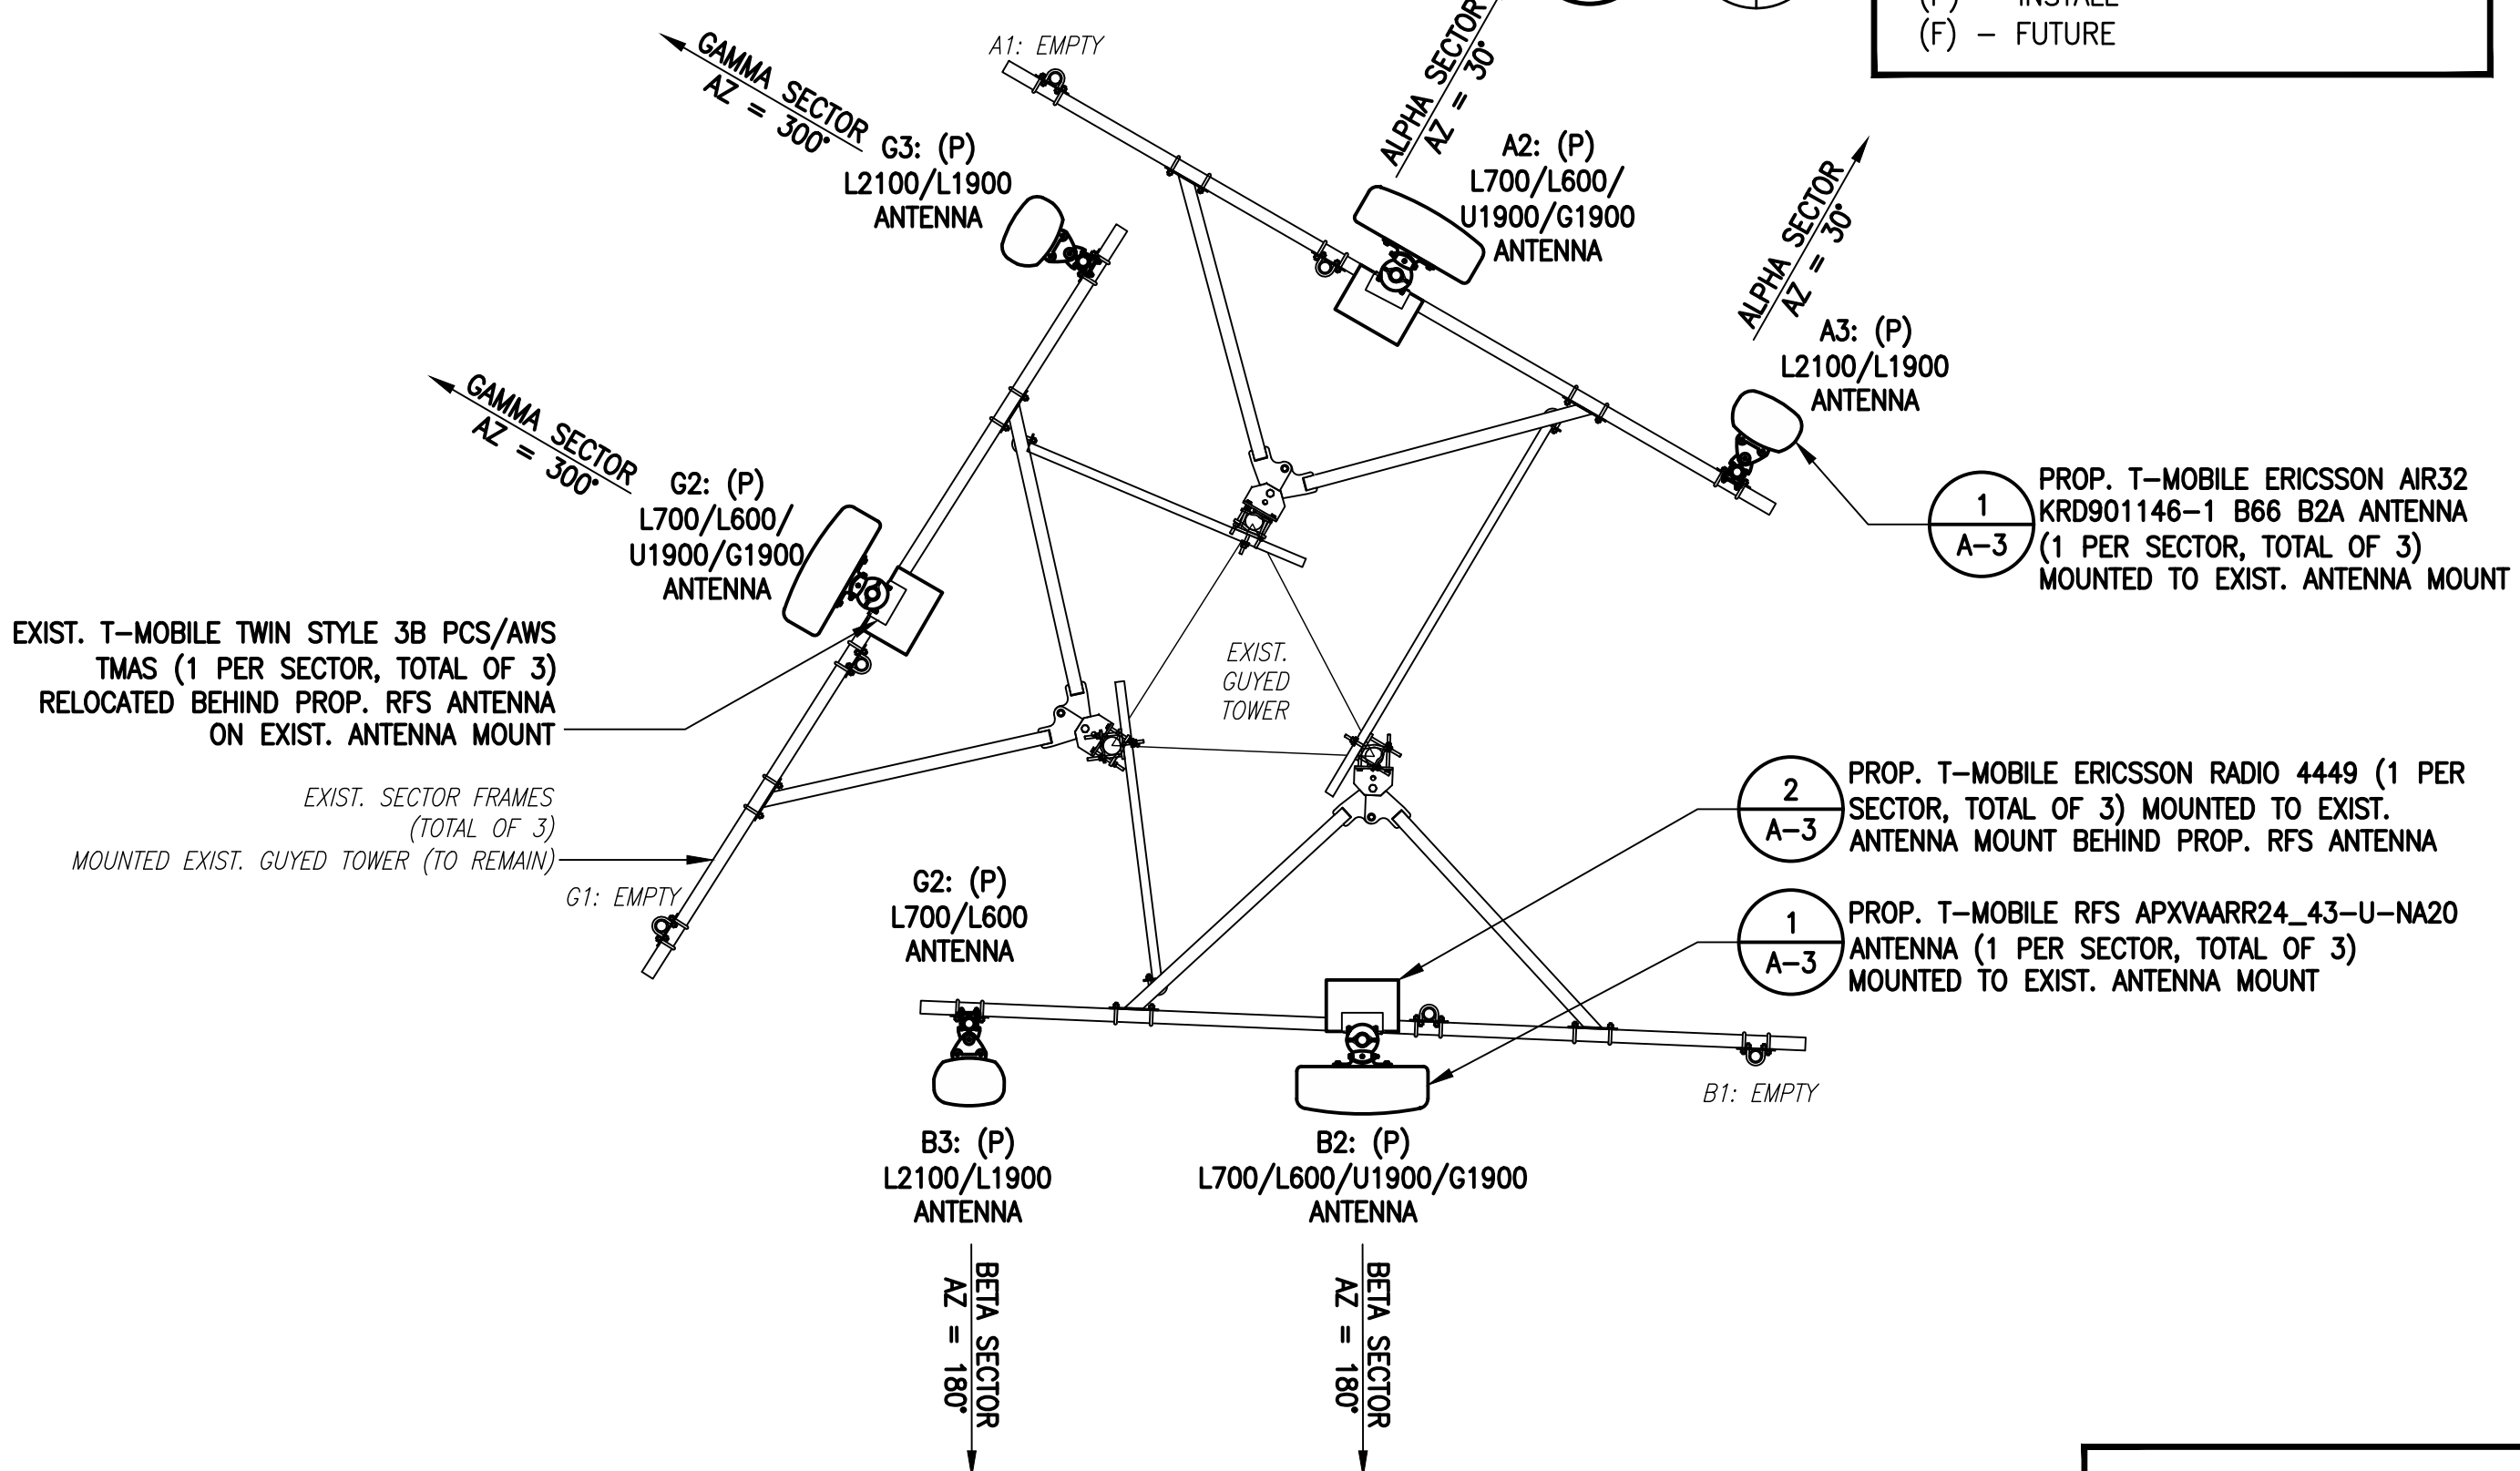 (F) – FUTURE
A1: EMPTY
GAMMA SECTOR
AZ = 300°
ALPHA SECTOR
AZ = 30°
G3: (P)
L2100/L1900
ANTENNA
A2: (P)
L700/L600/
U1900/G1900
ANTENNA
ALPHA SECTOR
AZ = 30°
A3: (P)
L2100/L1900
ANTENNA
GAMMA SECTOR
AZ = 300°
G2: (P)
L700/L600/
U1900/G1900
ANTENNA
1
A-3
PROP. T-MOBILE ERICSSON AIR32
KRD901146-1 B66 B2A ANTENNA
(1 PER SECTOR, TOTAL OF 3)
MOUNTED TO EXIST. ANTENNA MOUNT
EXIST. T-MOBILE TWIN STYLE 3B PCS/AWS
TMAS (1 PER SECTOR, TOTAL OF 3)
RELOCATED BEHIND PROP. RFS ANTENNA
ON EXIST. ANTENNA MOUNT
EXIST.
GUYED
TOWER
EXIST. SECTOR FRAMES
(TOTAL OF 3)
MOUNTED EXIST. GUYED TOWER (TO REMAIN)
G1: EMPTY
2
A-3
PROP. T-MOBILE ERICSSON RADIO 4449 (1 PER
SECTOR, TOTAL OF 3) MOUNTED TO EXIST.
ANTENNA MOUNT BEHIND PROP. RFS ANTENNA
G2: (P)
L700/L600
ANTENNA
1
A-3
PROP. T-MOBILE RFS APXVAARR24_43-U-NA20
ANTENNA (1 PER SECTOR, TOTAL OF 3)
MOUNTED TO EXIST. ANTENNA MOUNT
B1: EMPTY
B3: (P)
L2100/L1900
ANTENNA
B2: (P)
L700/L600/U1900/G1900
ANTENNA
BETA SECTOR
AZ = 180°
BETA SECTOR
AZ = 180°